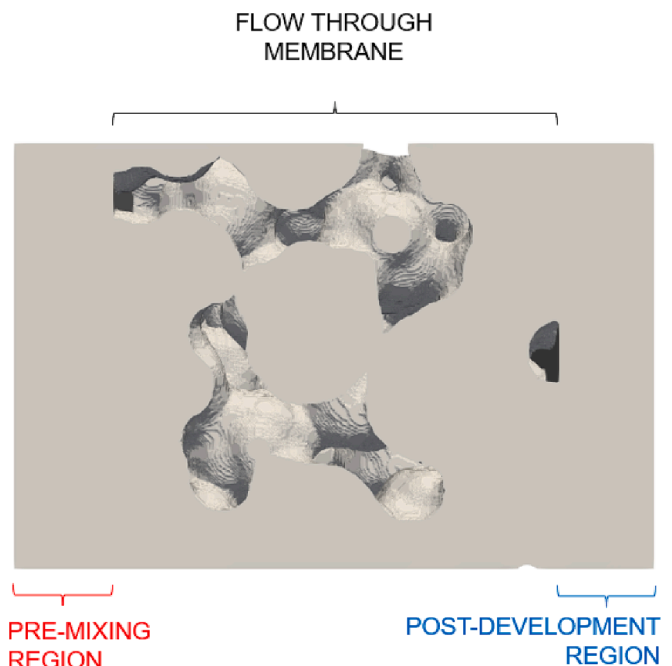 FLOW THROUGH
MEMBRANE
PRE-MIXING
REGION
POST-DEVELOPMENT
REGION